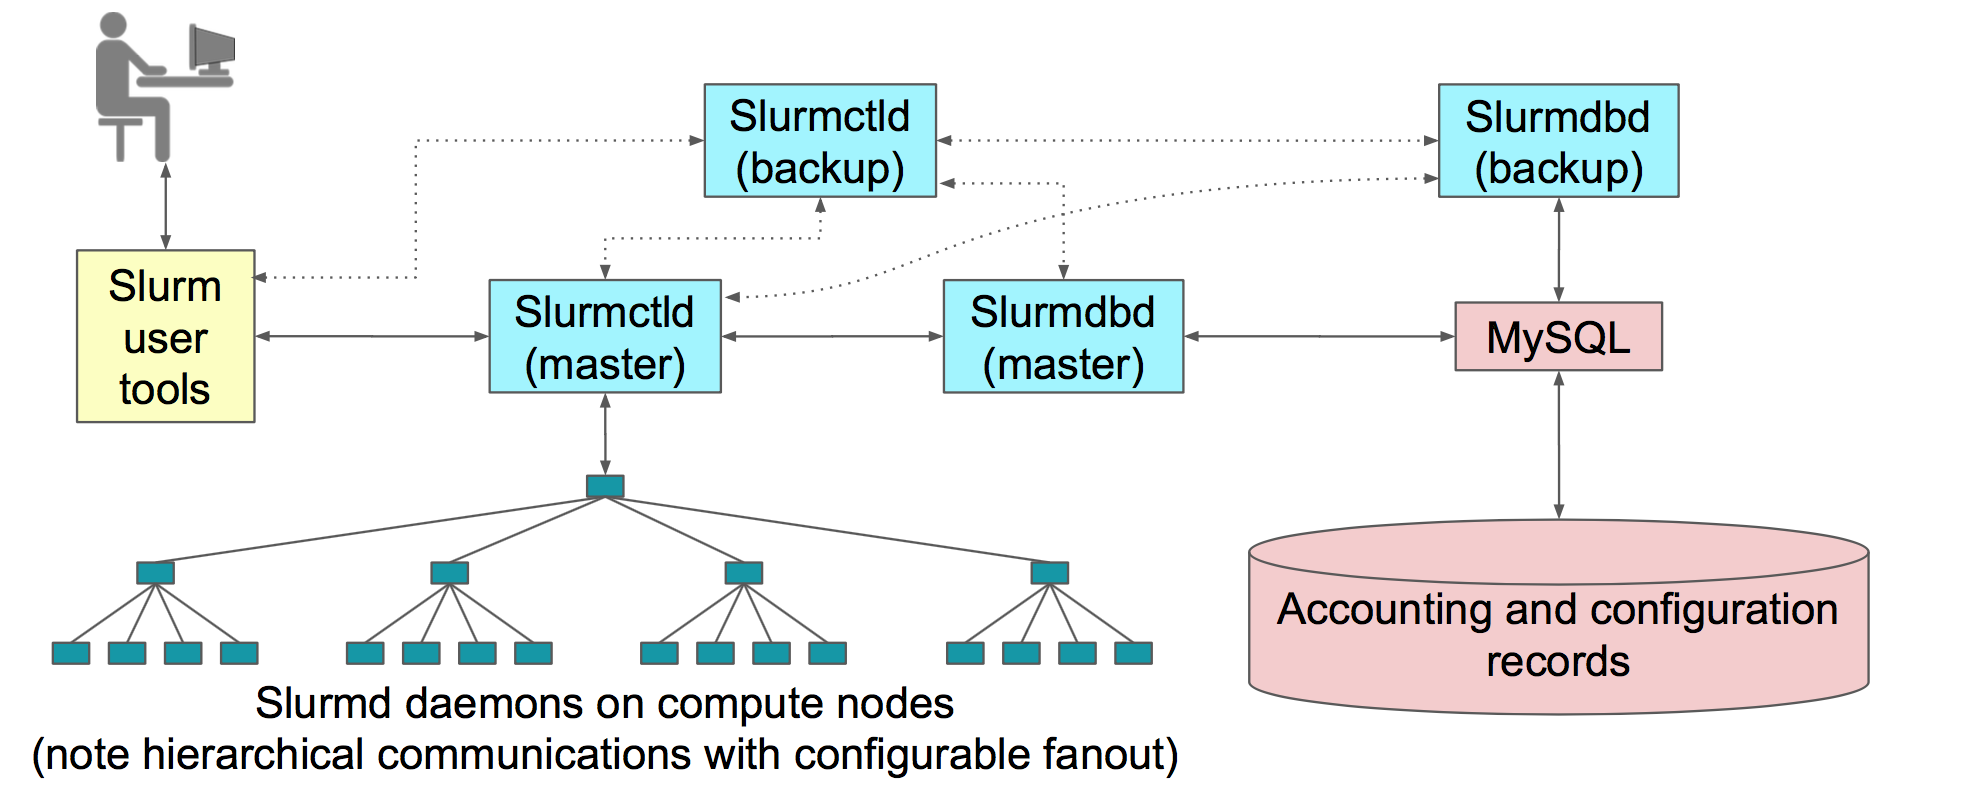 Slurmctld
(backup)
Slurmdbd
(backup)
Slurm
user
tools
Slurmctld
(master)
Slurmdbd
(master)
MySQL
Accounting and configuration
records
Slurmd daemons on compute nodes
(note hierarchical communications with configurable fanout)